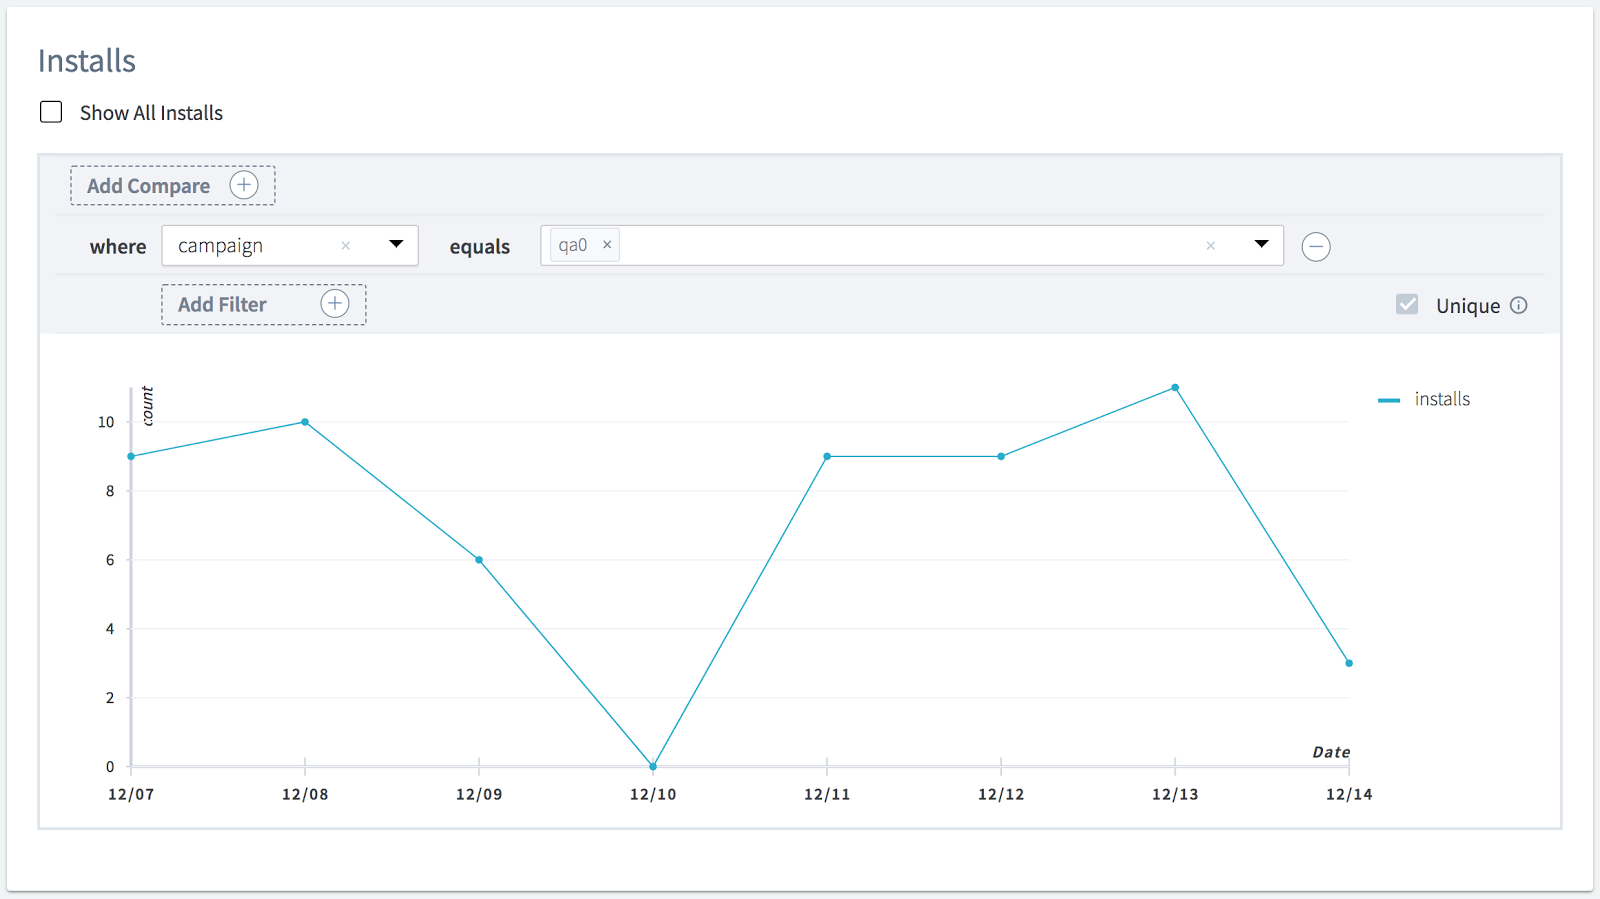 Installs
Show All Installs
Add Compare
where campaign × equals qa0 × ×
Add Filter Unique
count
installs
10
8
6
4
2
0
Date
12/07 12/08 12/09 12/10 12/11 12/12 12/13 12/14